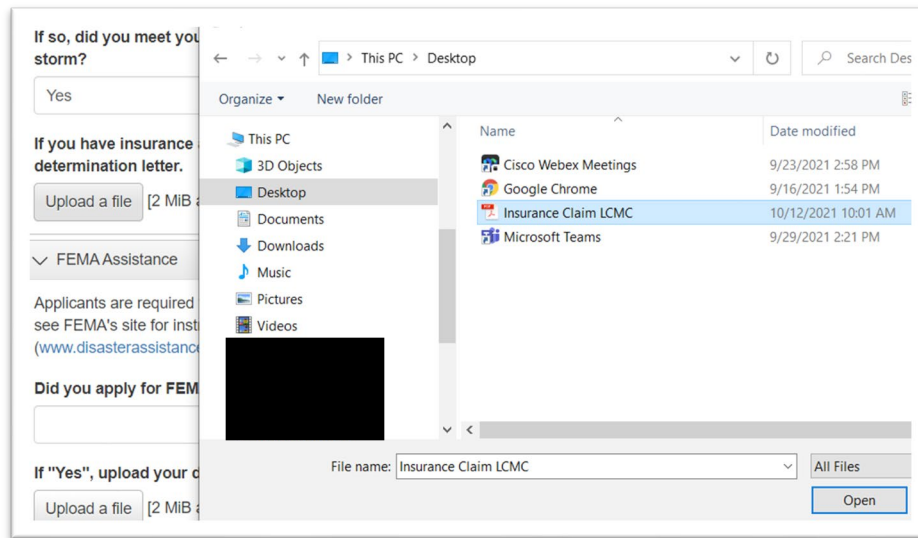 If so, did you meet you
storm?
Yes
If you have insurance
determination letter.
Upload a file [2 MiB
FEMA Assistance
Applicants are required
see FEMA's site for inst
(www.disasterassistance
Did you apply for FEM
If "Yes", upload your d
Upload a file [2 MiB
This PC > Desktop
Search Des
Organize
New folder
This PC
3D Objects
Desktop
Documents
Downloads
Music
Pictures
Videos
Name Date modified
Cisco Webex Meetings 9/23/2021 2:58 PM
Google Chrome 9/16/2021 1:54 PM
Insurance Claim LCMC 10/12/2021 10:01 AM
Microsoft Teams 9/29/2021 2:21 PM
File name: Insurance Claim LCMC
All Files
Open